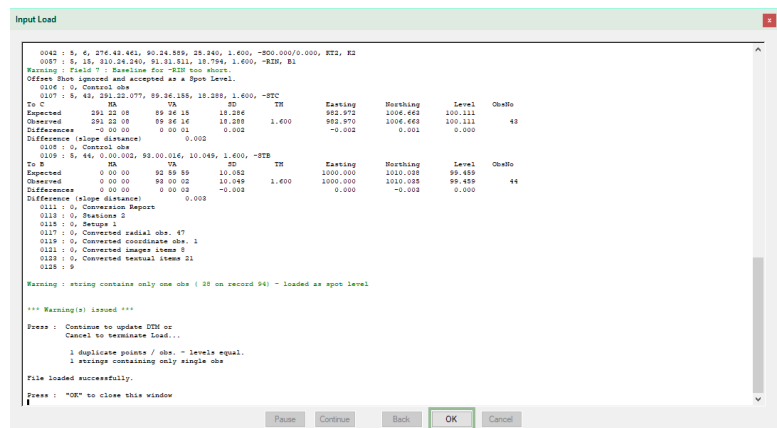 Input Load
x
0042 : 5, 6, 276.43.461, 90.24.589, 25.340, 1.600, -SO0.000/0.000, KT2, K2
0057 : 5, 15, 310.24.240, 91.31.511, 18.794, 1.600, -RIN, B1
Warning : Field 7 : Baseline for -RIN too short.
Offset Shot ignored and accepted as a Spot Level.
0106 : 0, Control obs
0107 : 5, 43, 291.22.077, 89.36.155, 18.288, 1.600, -STC
To C HA VA SD TH Easting Northing Level ObsNo
Expected 291 22 08 89 36 15 18.286 982.972 1006.663 100.111
Observed 291 22 08 89 36 16 18.288 1.600 982.970 1006.663 100.111 43
Differences -0 00 00 0 00 01 0.002 -0.002 0.001 0.000
Difference (slope distance) 0.002
0108 : 0, Control obs
0109 : 5, 44, 0.00.002, 93.00.016, 10.049, 1.600, -STB
To B HA VA SD TH Easting Northing Level ObsNo
Expected 0 00 00 92 59 59 10.052 1000.000 1010.038 99.459
Observed 0 00 00 93 00 02 10.049 1.600 1000.000 1010.035 99.459 44
Differences 0 00 00 0 00 03 -0.003 0.000 -0.003 0.000
Difference (slope distance) 0.003
0111 : 0, Conversion Report
0113 : 0, Stations 2
0115 : 0, Setups 1
0117 : 0, Converted radial obs. 47
0119 : 0, Converted coordinate obs. 1
0121 : 0, Converted images items 8
0123 : 0, Converted textual items 21
0125 : 9
Warning : string contains only one obs ( 38 on record 94) - loaded as spot level
*** Warning(s) issued ***
Press : Continue to update DTM or
Cancel to terminate Load...
1 duplicate points / obs. - levels equal.
1 strings containing only single obs
File loaded successfully.
Press : "OK" to close this window
Pause Continue Back OK Cancel